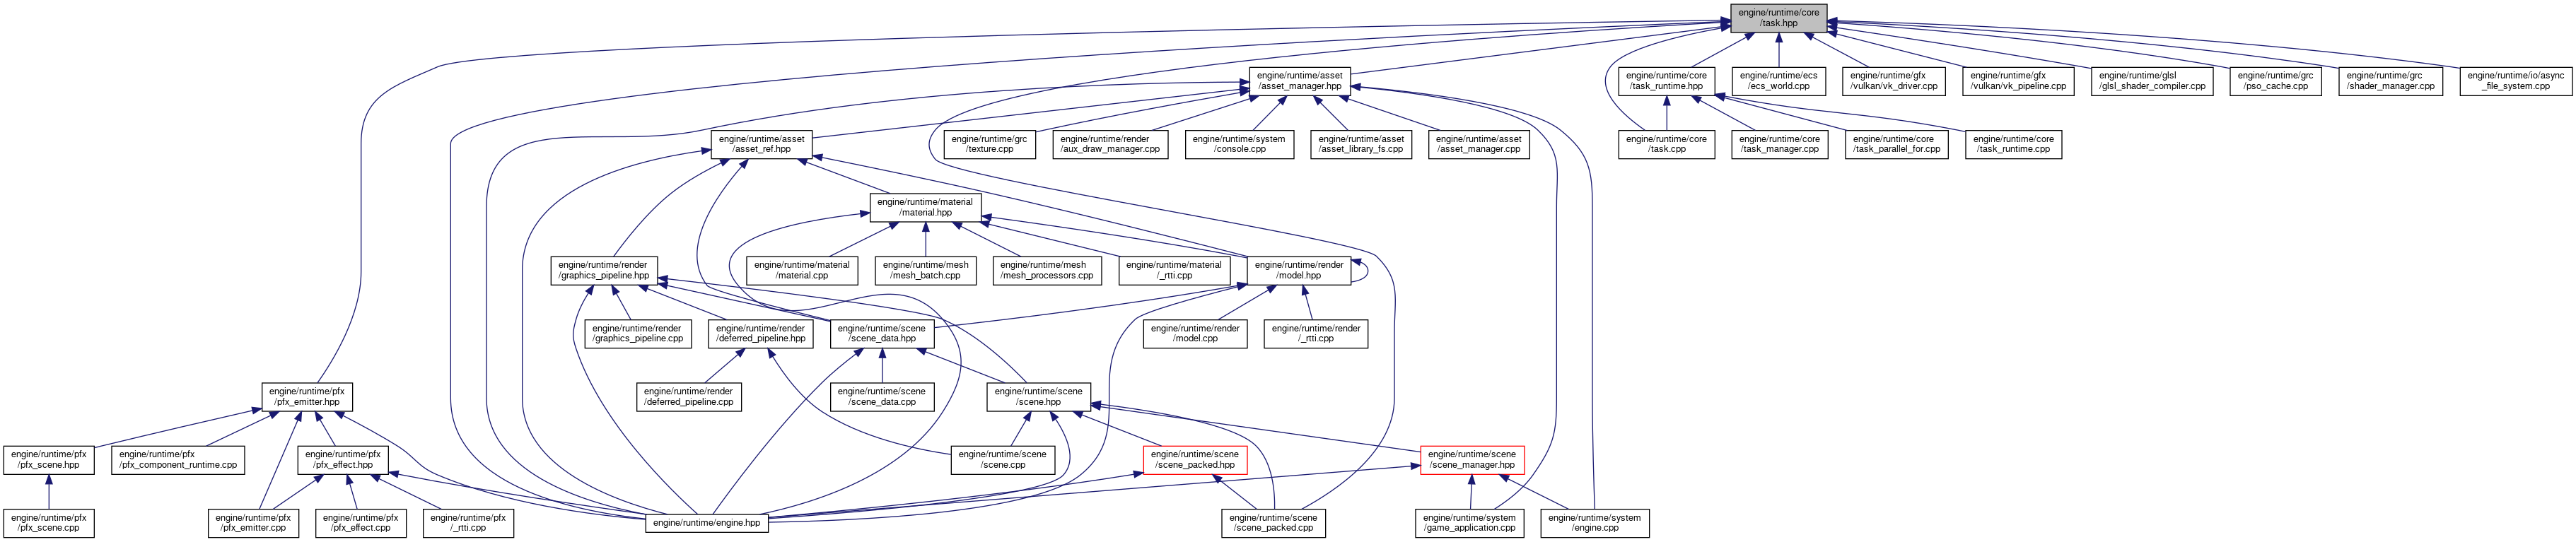 engine/runtime/core
/task.hpp
engine/runtime/asset
/asset_manager.hpp
engine/runtime/core
/task_runtime.hpp
engine/runtime/ecs
/ecs_world.cpp
engine/runtime/gfx
/vulkan/vk_driver.cpp
engine/runtime/gfx
/vulkan/vk_pipeline.cpp
engine/runtime/glsl
/glsl_shader_compiler.cpp
engine/runtime/grc
/pso_cache.cpp
engine/runtime/grc
/shader_manager.cpp
engine/runtime/io/async
_file_system.cpp
engine/runtime/asset
/asset_ref.hpp
engine/runtime/grc
/texture.cpp
engine/runtime/render
/aux_draw_manager.cpp
engine/runtime/system
/console.cpp
engine/runtime/asset
/asset_library_fs.cpp
engine/runtime/asset
/asset_manager.cpp
engine/runtime/core
/task.cpp
engine/runtime/core
/task_manager.cpp
engine/runtime/core
/task_parallel_for.cpp
engine/runtime/core
/task_runtime.cpp
engine/runtime/material
/material.hpp
engine/runtime/render
/graphics_pipeline.hpp
engine/runtime/material
/material.cpp
engine/runtime/mesh
/mesh_batch.cpp
engine/runtime/mesh
/mesh_processors.cpp
engine/runtime/material
/_rtti.cpp
engine/runtime/render
/model.hpp
engine/runtime/render
/graphics_pipeline.cpp
engine/runtime/render
/deferred_pipeline.hpp
engine/runtime/scene
/scene_data.hpp
engine/runtime/render
/model.cpp
engine/runtime/render
/_rtti.cpp
engine/runtime/pfx
/pfx_emitter.hpp
engine/runtime/render
/deferred_pipeline.cpp
engine/runtime/scene
/scene_data.cpp
engine/runtime/scene
/scene.hpp
engine/runtime/pfx
/pfx_scene.hpp
engine/runtime/pfx
/pfx_component_runtime.cpp
engine/runtime/pfx
/pfx_effect.hpp
engine/runtime/scene
/scene.cpp
engine/runtime/scene
/scene_packed.hpp
engine/runtime/scene
/scene_manager.hpp
engine/runtime/pfx
/pfx_scene.cpp
engine/runtime/pfx
/pfx_emitter.cpp
engine/runtime/pfx
/pfx_effect.cpp
engine/runtime/pfx
/_rtti.cpp
engine/runtime/engine.hpp
engine/runtime/scene
/scene_packed.cpp
engine/runtime/system
/game_application.cpp
engine/runtime/system
/engine.cpp